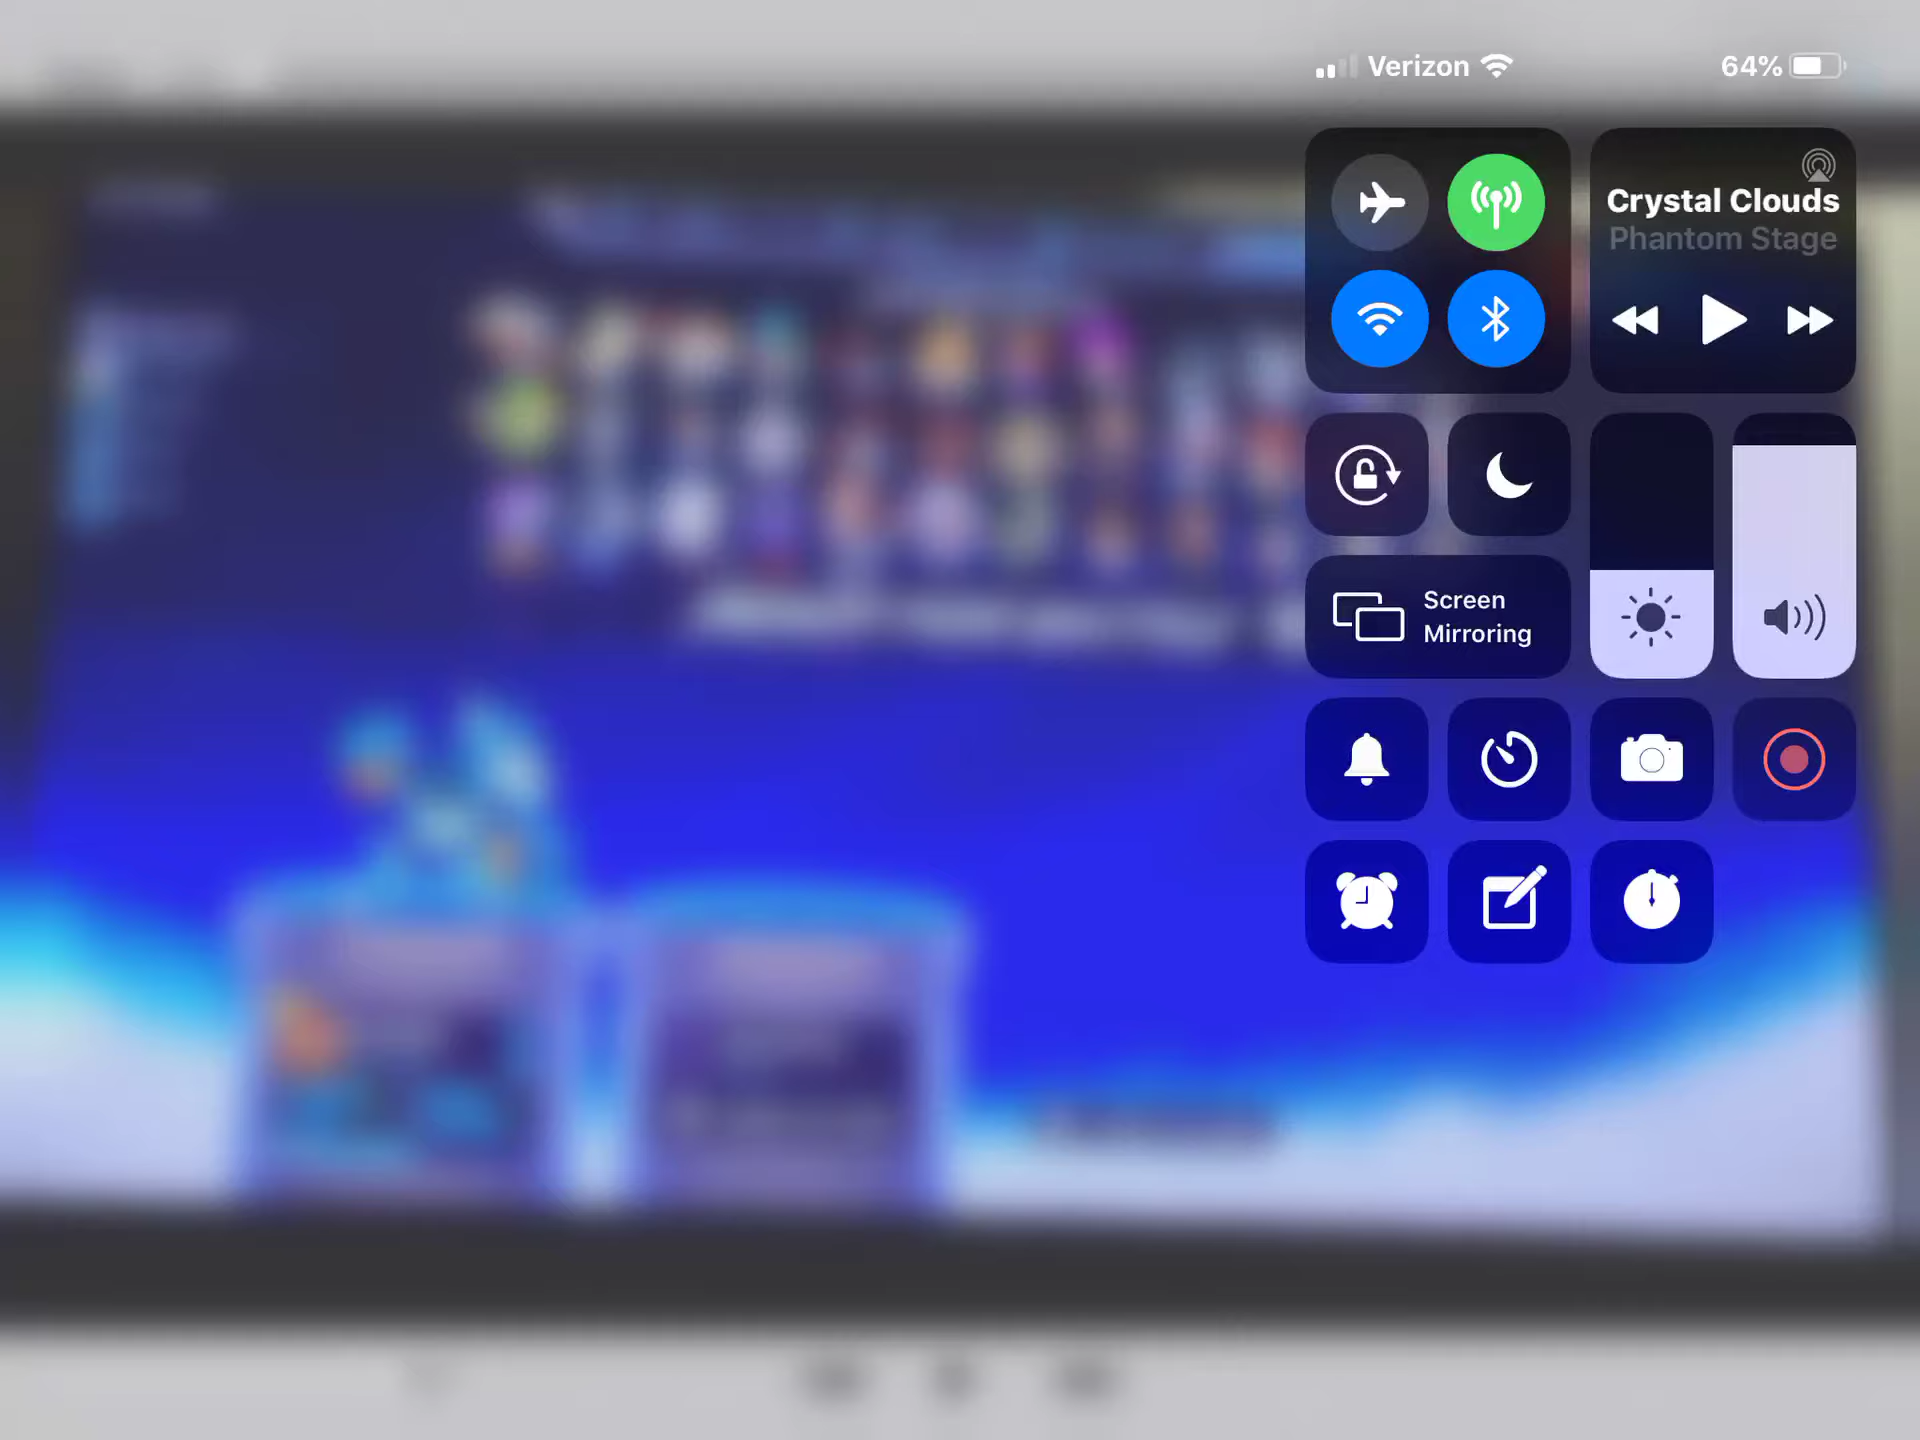 Verizon
64%
Crystal Clouds
Phantom Stage
Screen
Mirroring